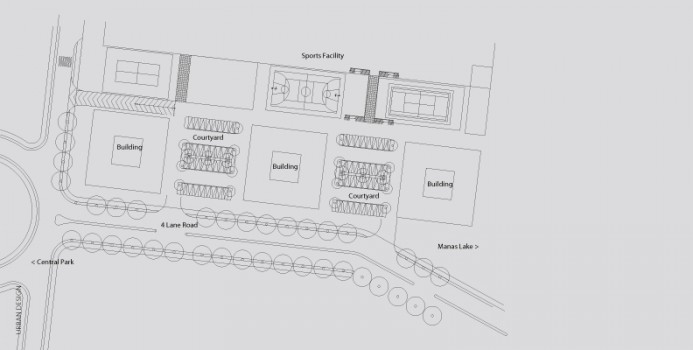 Sports Facility
Courtyard
Building
Building
Building
Courtyard
4 Lane Road
Manas Lake >
< Central Park
URBAN DESIGN